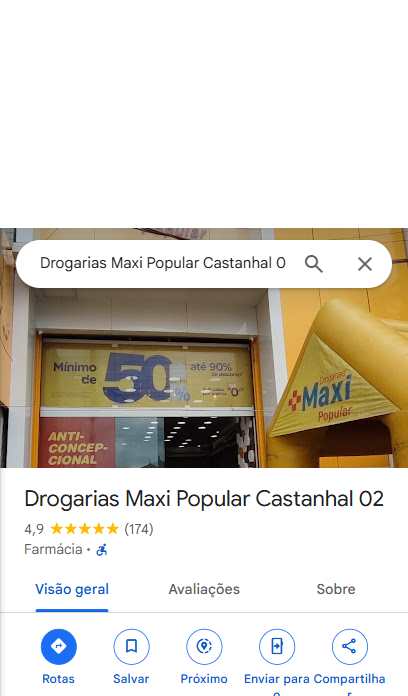 Drogarias Maxi Popular Castanhal 0
Mínimo
de
50%
até 90%
de desconto*
ANTI-
CONCEP-
CIONAL
Drogarias
Maxi
Popular
Drogarias Maxi Popular Castanhal 02
4,9 (174)
Farmácia ·
Visão geral
Avaliações
Sobre
Rotas
Salvar
Próximo
Enviar para
Compartilha